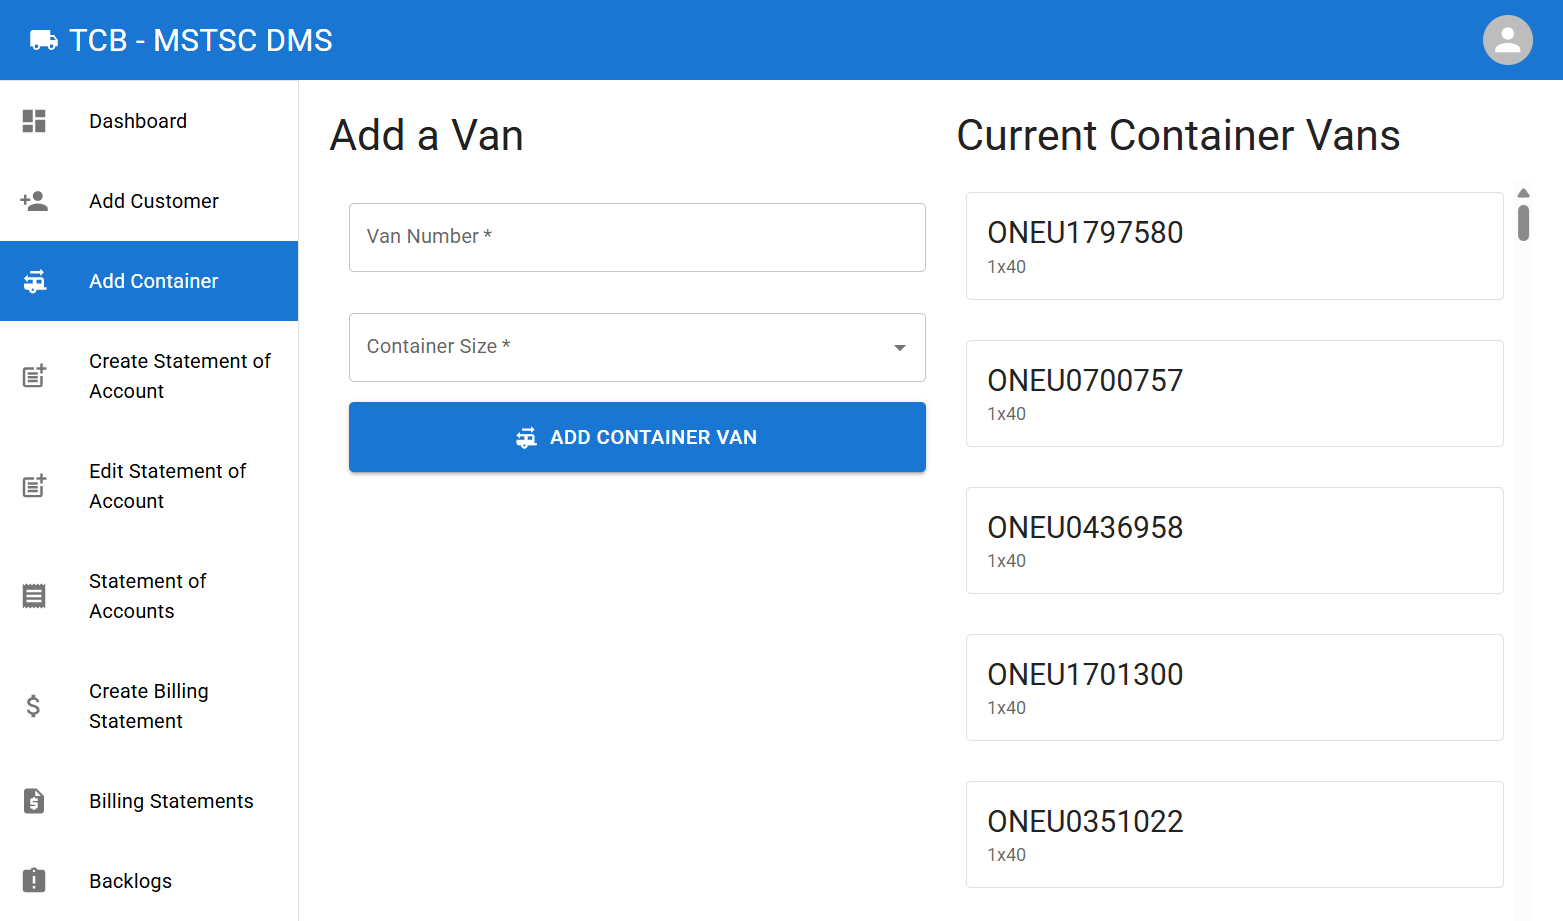 TCB - MSTSC DMS
Dashboard
Add Customer
Add Container
Create Statement of
Account
Edit Statement of
Account
Statement of
Accounts
Create Billing
Statement
Billing Statements
Backlogs
Add a Van
Van Number *
Container Size *
ADD CONTAINER VAN
Current Container Vans
ONEU1797580
1x40
ONEU0700757
1x40
ONEU0436958
1x40
ONEU1701300
1x40
ONEU0351022
1x40